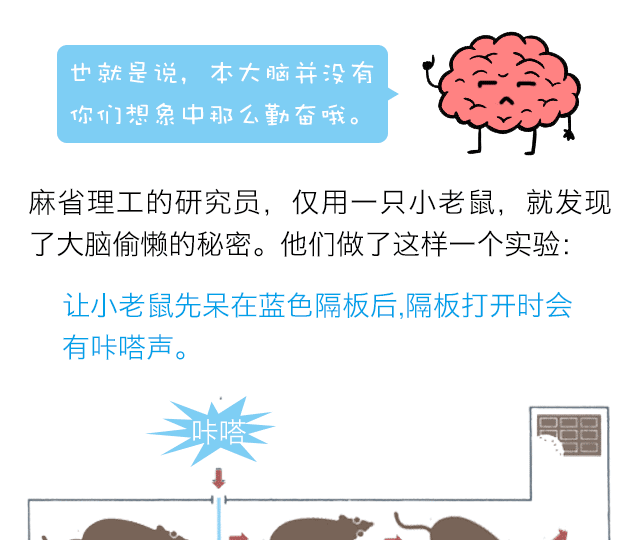 也就是说，本大脑并没有
你们想象中那么勤奋哦。
麻省理工的研究员，仅用一只小老鼠，就发现
了大脑偷懒的秘密。他们做了这样一个实验：
让小老鼠先呆在蓝色隔板后,隔板打开时会
有咔嗒声。
咔嗒